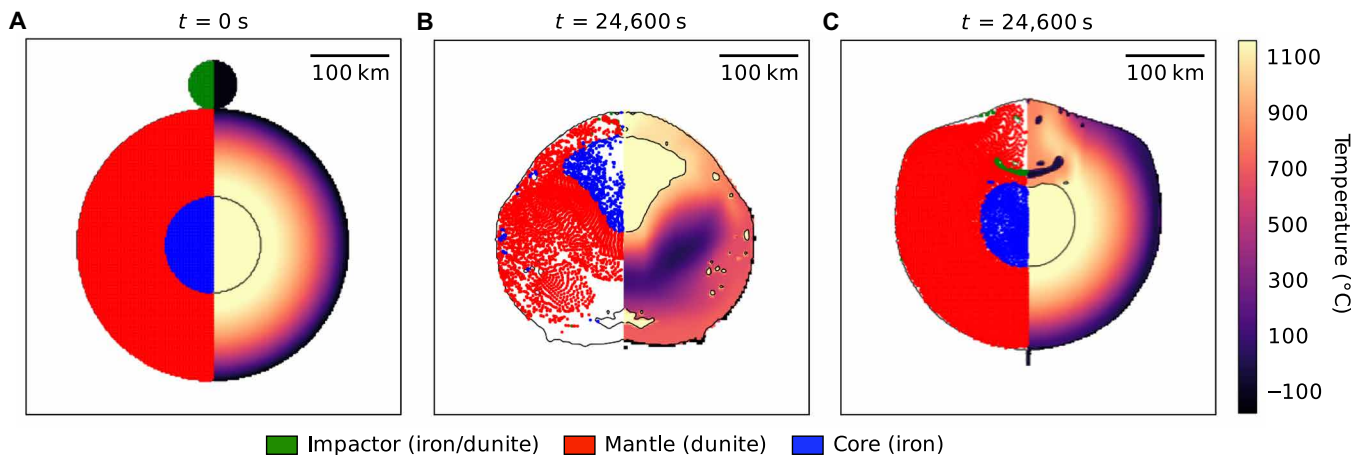 A
t = 0 s
100 km
B
t = 24,600 s
100 km
C
t = 24,600 s
100 km
1100
900
700
500
300
100
−100
Temperature (°C)
Impactor (iron/dunite)
Mantle (dunite)
Core (iron)